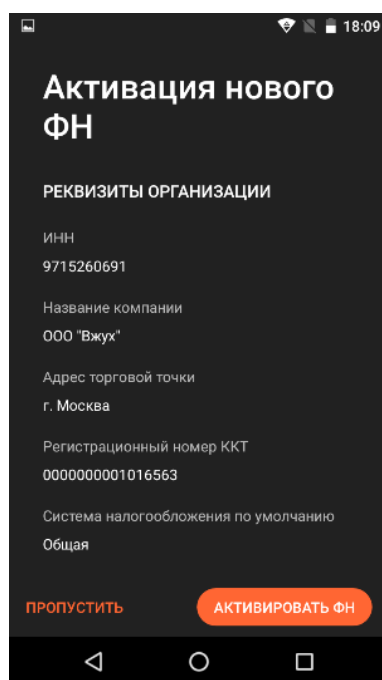 18:09
Активация нового
ФН
РЕКВИЗИТЫ ОРГАНИЗАЦИИ
ИНН
9715260691
Название компании
ООО "Вжух"
Адрес торговой точки
г. Москва
Регистрационный номер ККТ
0000000001016563
Система налогообложения по умолчанию
Общая
ПРОПУСТИТЬ
АКТИВИРОВАТЬ ФН